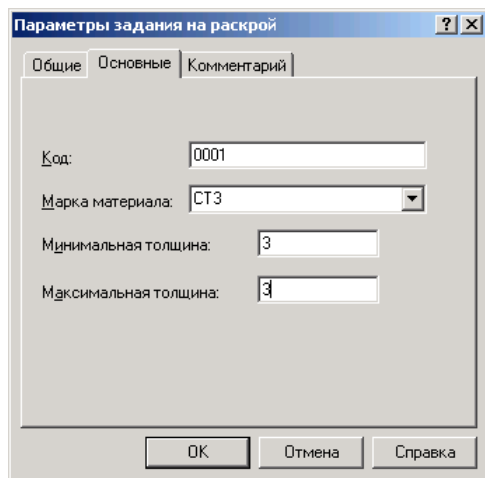 Параметры задания на раскрой
Общие Основные Комментарий
Код: 0001
Марка материала: СТ3
Минимальная толщина: 3
Максимальная толщина: 3
OK Отмена Справка